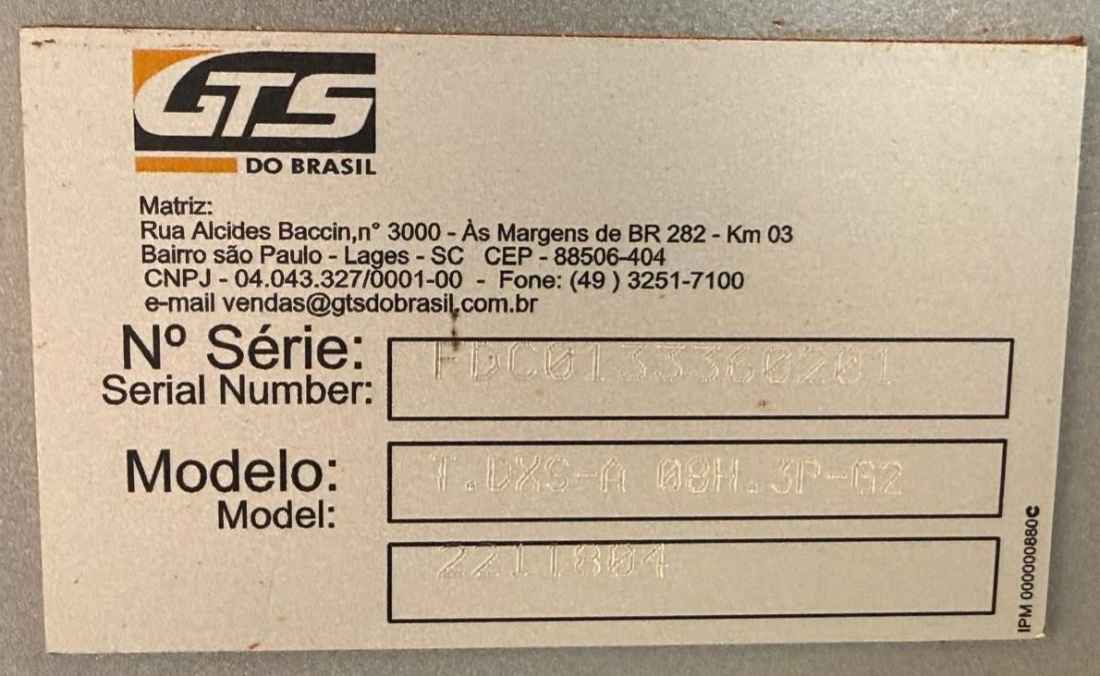 GTS
DO BRASIL
Matriz:
Rua Alcides Baccin,n° 3000 - Às Margens de BR 282 - Km 03
Bairro são Paulo - Lages - SC CEP - 88506-404
CNPJ - 04.043.327/0001-00 - Fone: (49 ) 3251-7100
e-mail vendas@gtsdobrasil.com.br
Nº Série: FDC01333360201
Serial Number:
Modelo: T.DXS-A 08H.3P-G2
Model:
2211804
IPM 000000880C